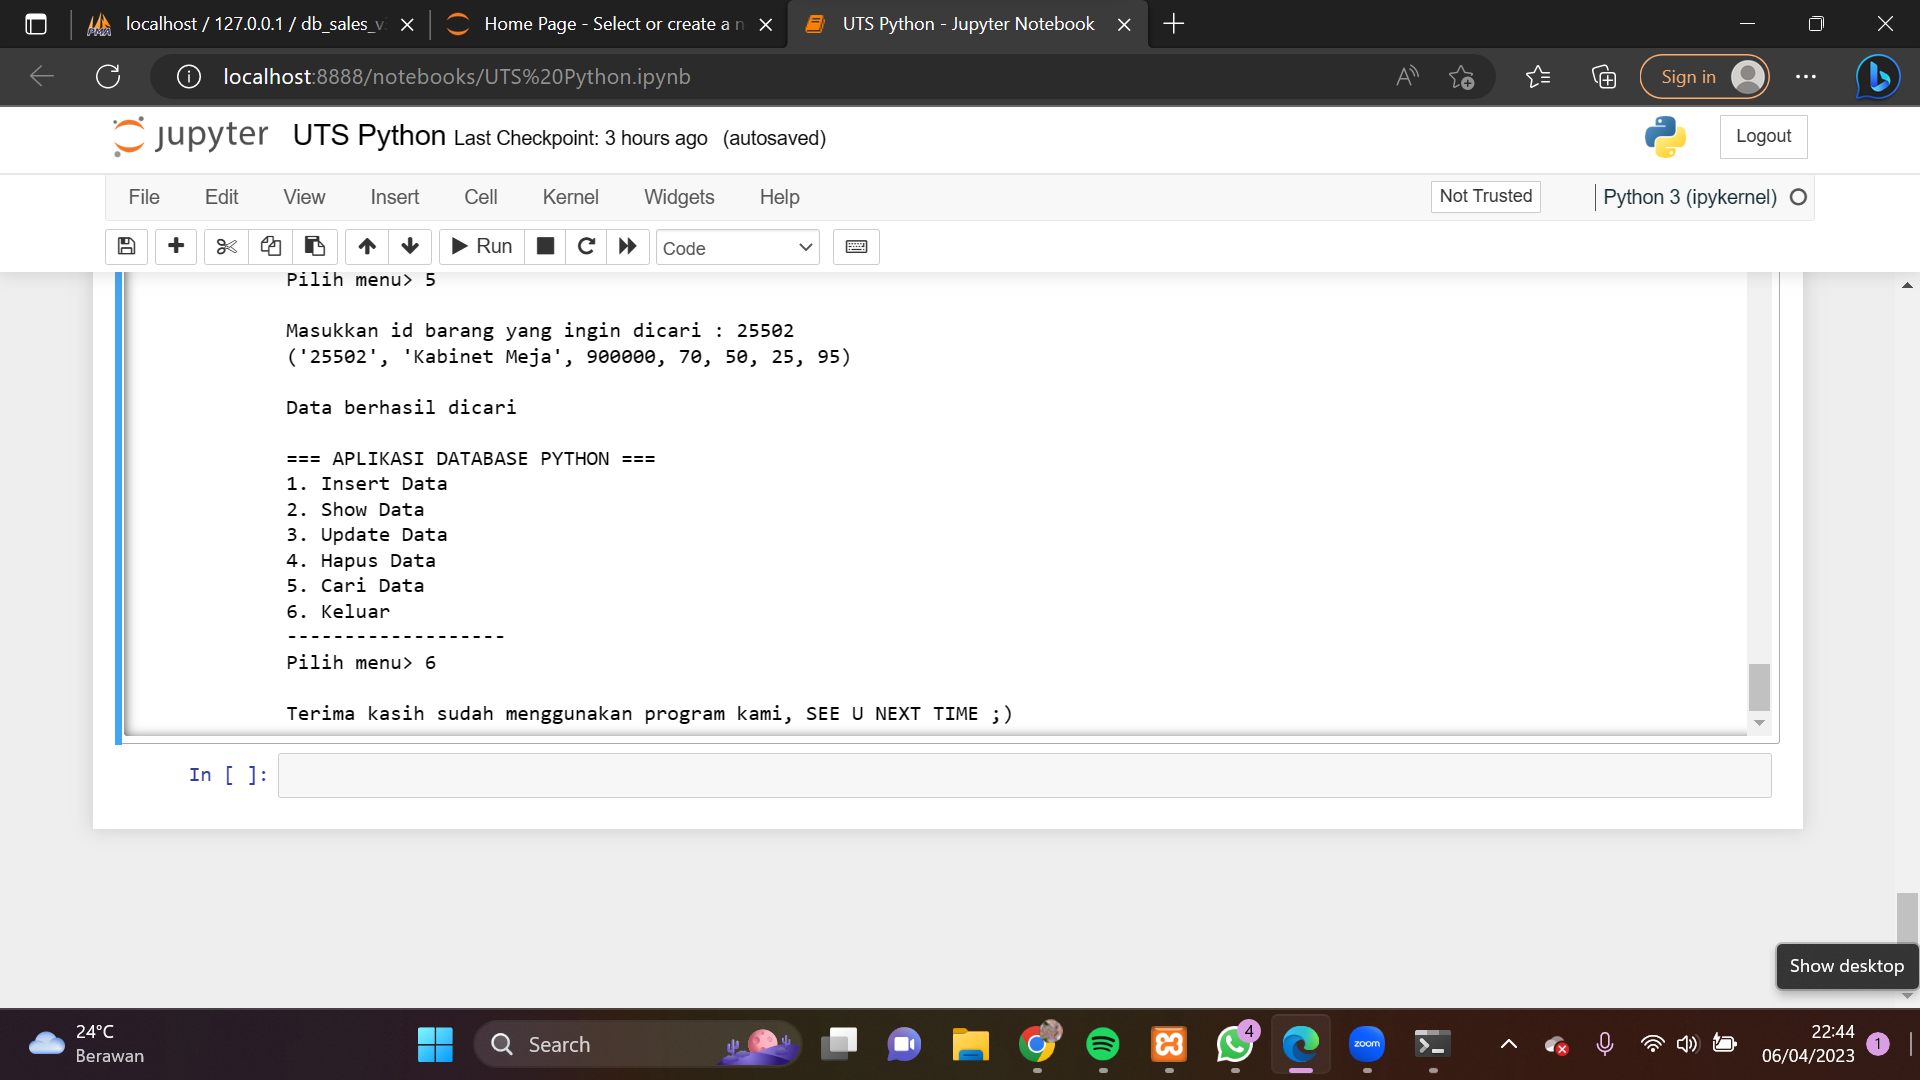 localhost / 127.0.0.1 / db_sales_v
Home Page - Select or create a n
UTS Python - Jupyter Notebook
localhost:8888/notebooks/UTS%20Python.ipynb
A
Sign in
jupyter UTS Python Last Checkpoint: 3 hours ago (autosaved)
Logout
File Edit View Insert Cell Kernel Widgets Help
Not Trusted
Python 3 (ipykernel)
Run
Code
Pilih menu> 5
Masukkan id barang yang ingin dicari : 25502
('25502', 'Kabinet Meja', 900000, 70, 50, 25, 95)
Data berhasil dicari
=== APLIKASI DATABASE PYTHON ===
1. Insert Data
2. Show Data
3. Update Data
4. Hapus Data
5. Cari Data
6. Keluar
-------------------
Pilih menu> 6
Terima kasih sudah menggunakan program kami, SEE U NEXT TIME ;)
In [ ]:
Show desktop
24°C
Berawan
Search
4
zoom
22:44
06/04/2023
1